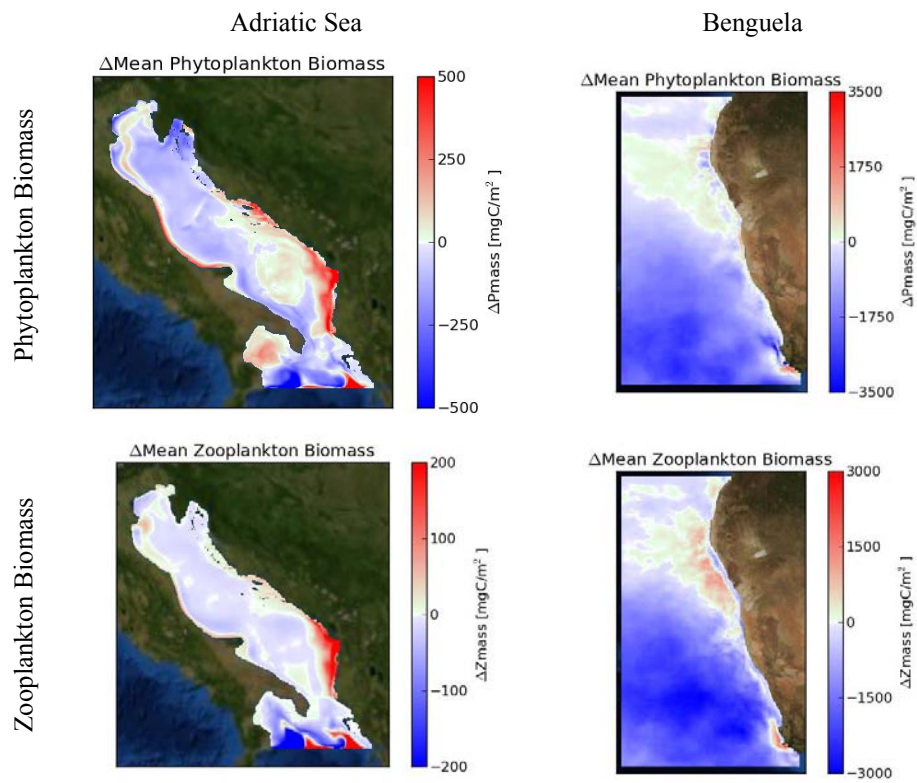 Adriatic Sea
Benguela
Phytoplankton Biomass
ΔMean Phytoplankton Biomass
500
250
0
−250
−500
ΔPmass [mgC/m² ]
ΔMean Phytoplankton Biomass
3500
1750
0
−1750
−3500
ΔPmass [mgC/m² ]
Zooplankton Biomass
ΔMean Zooplankton Biomass
200
100
0
−100
−200
ΔZmass [mgC/m² ]
ΔMean Zooplankton Biomass
3000
1500
0
−1500
−3000
ΔZmass [mgC/m² ]